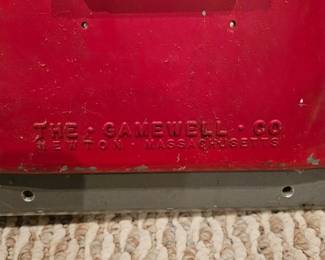 THE · GAMEWELL · CO
NEWTON · MASSACHUSETTS